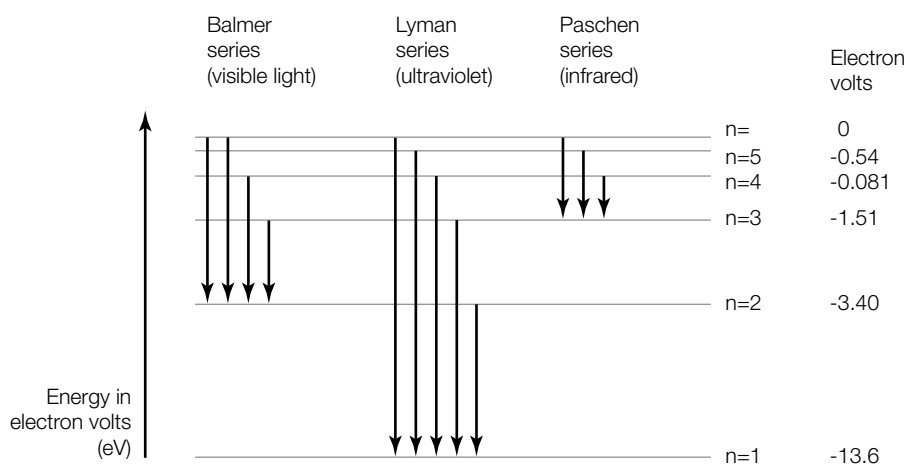 Balmer
series
(visible light)
Lyman
series
(ultraviolet)
Paschen
series
(infrared)
Electron
volts
n= 0
n=5 -0.54
n=4 -0.081
n=3 -1.51
n=2 -3.40
Energy in
electron volts
(eV)
n=1 -13.6